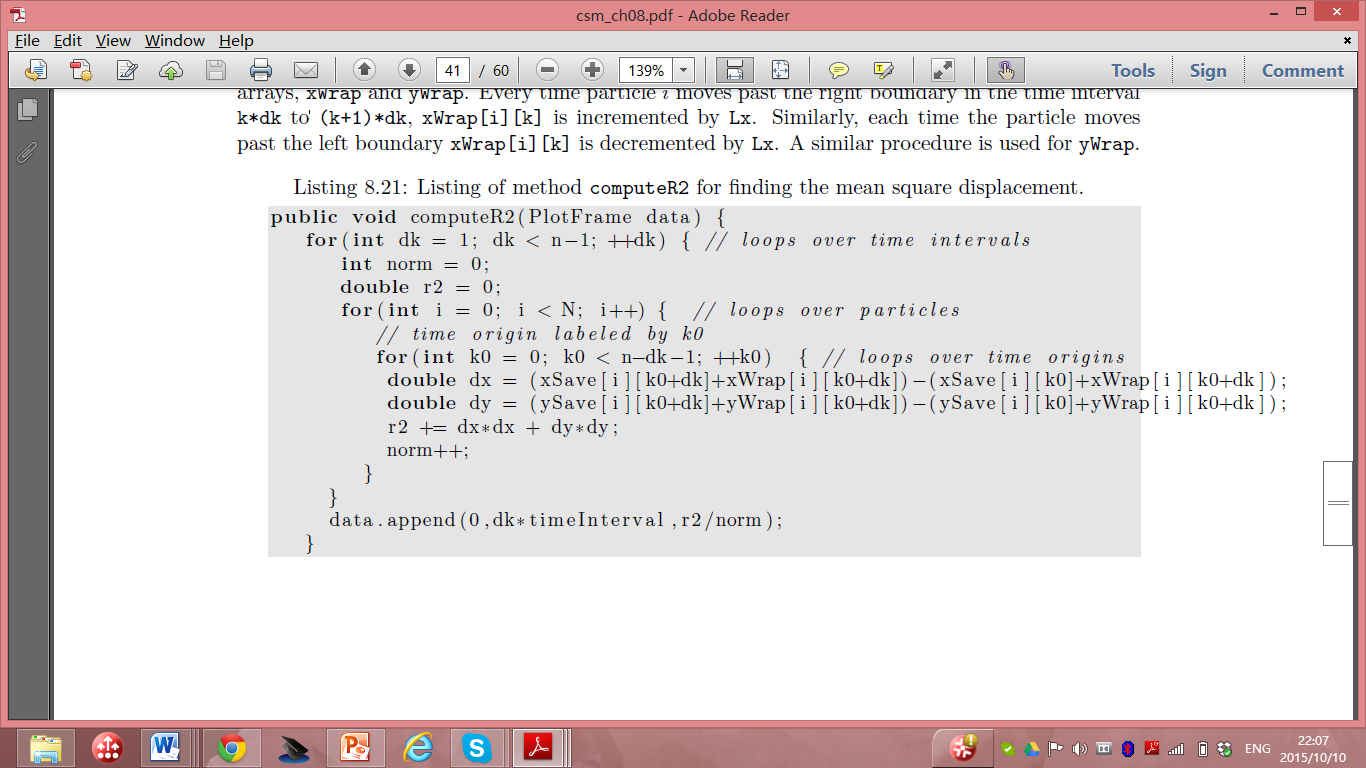 csm_ch08.pdf - Adobe Reader
File Edit View Window Help
41 / 60 139% Tools Sign Comment
arrays, xWrap and yWrap. Every time particle i moves past the right boundary in the time interval
k*dk to (k+1)*dk, xWrap[i][k] is incremented by Lx. Similarly, each time the particle moves
past the left boundary xWrap[i][k] is decremented by Lx. A similar procedure is used for yWrap.
Listing 8.21: Listing of method computeR2 for finding the mean square displacement.
public void computeR2(PlotFrame data) {
for(int dk = 1; dk < n-1; ++dk) { // loops over time intervals
int norm = 0;
double r2 = 0;
for(int i = 0; i < N; i++) { // loops over particles
// time origin labeled by k0
for(int k0 = 0; k0 < n-dk-1; ++k0) { // loops over time origins
double dx = (xSave[i][k0+dk]+xWrap[i][k0+dk])-(xSave[i][k0]+xWrap[i][k0+dk]);
double dy = (ySave[i][k0+dk]+yWrap[i][k0+dk])-(ySave[i][k0]+yWrap[i][k0+dk]);
r2 += dx*dx + dy*dy;
norm++;
}
}
data.append(0,dk*timeInterval,r2/norm);
}
ENG
22:07
2015/10/10